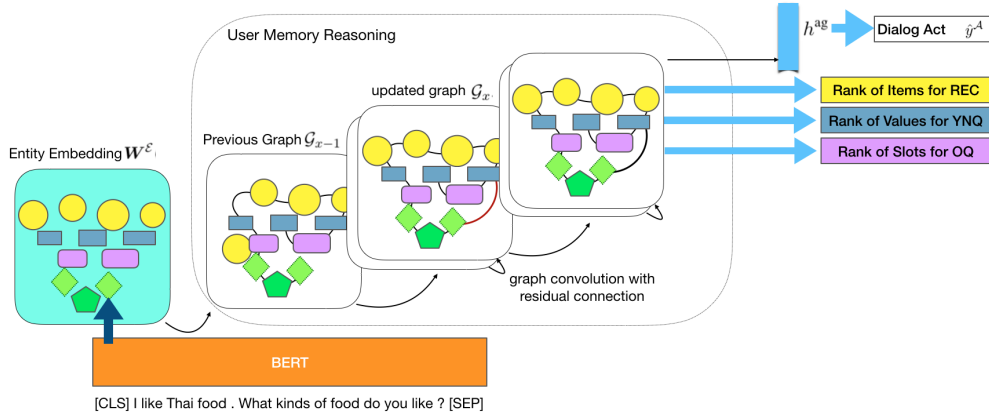 User Memory Reasoning
h^ag
Dialog Act ŷ^𝒜
updated graph 𝒢ₓ
Rank of Items for REC
Previous Graph 𝒢ₓ₋₁
Rank of Values for YNQ
Entity Embedding 𝑾^ℰ
Rank of Slots for OQ
graph convolution with
residual connection
BERT
[CLS] I like Thai food . What kinds of food do you like ? [SEP]